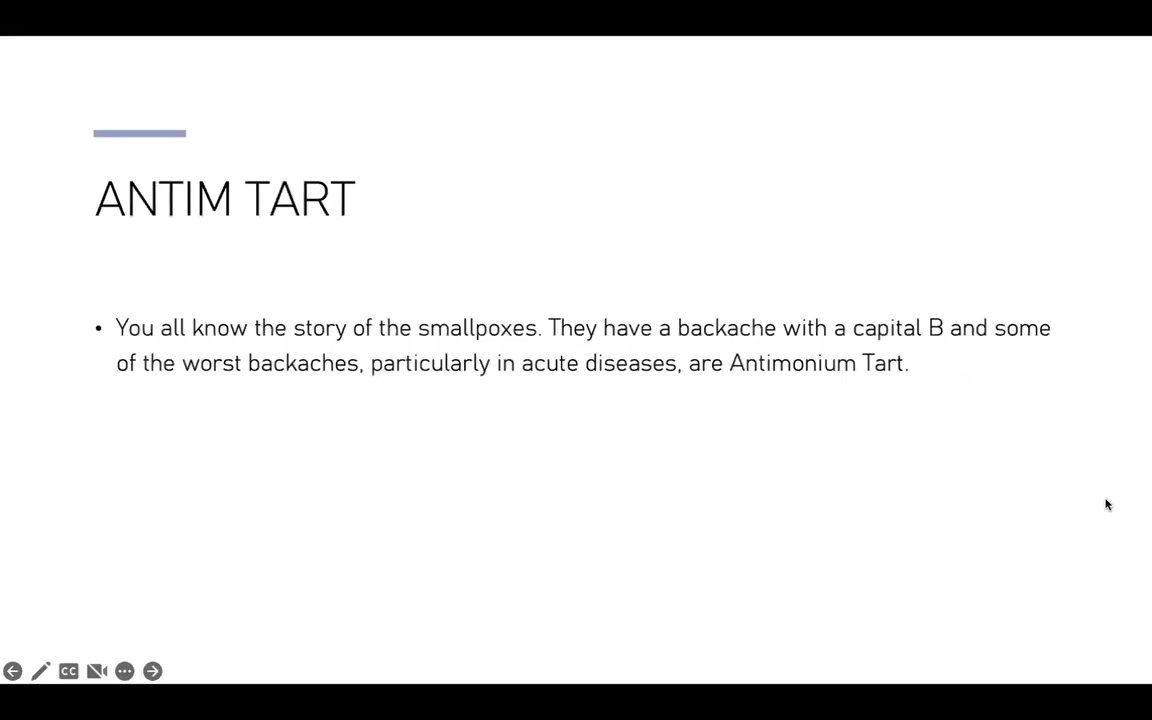 ANTIM TART
• You all know the story of the smallpoxes. They have a backache with a capital B and some
of the worst backaches, particularly in acute diseases, are Antimonium Tart.
CC